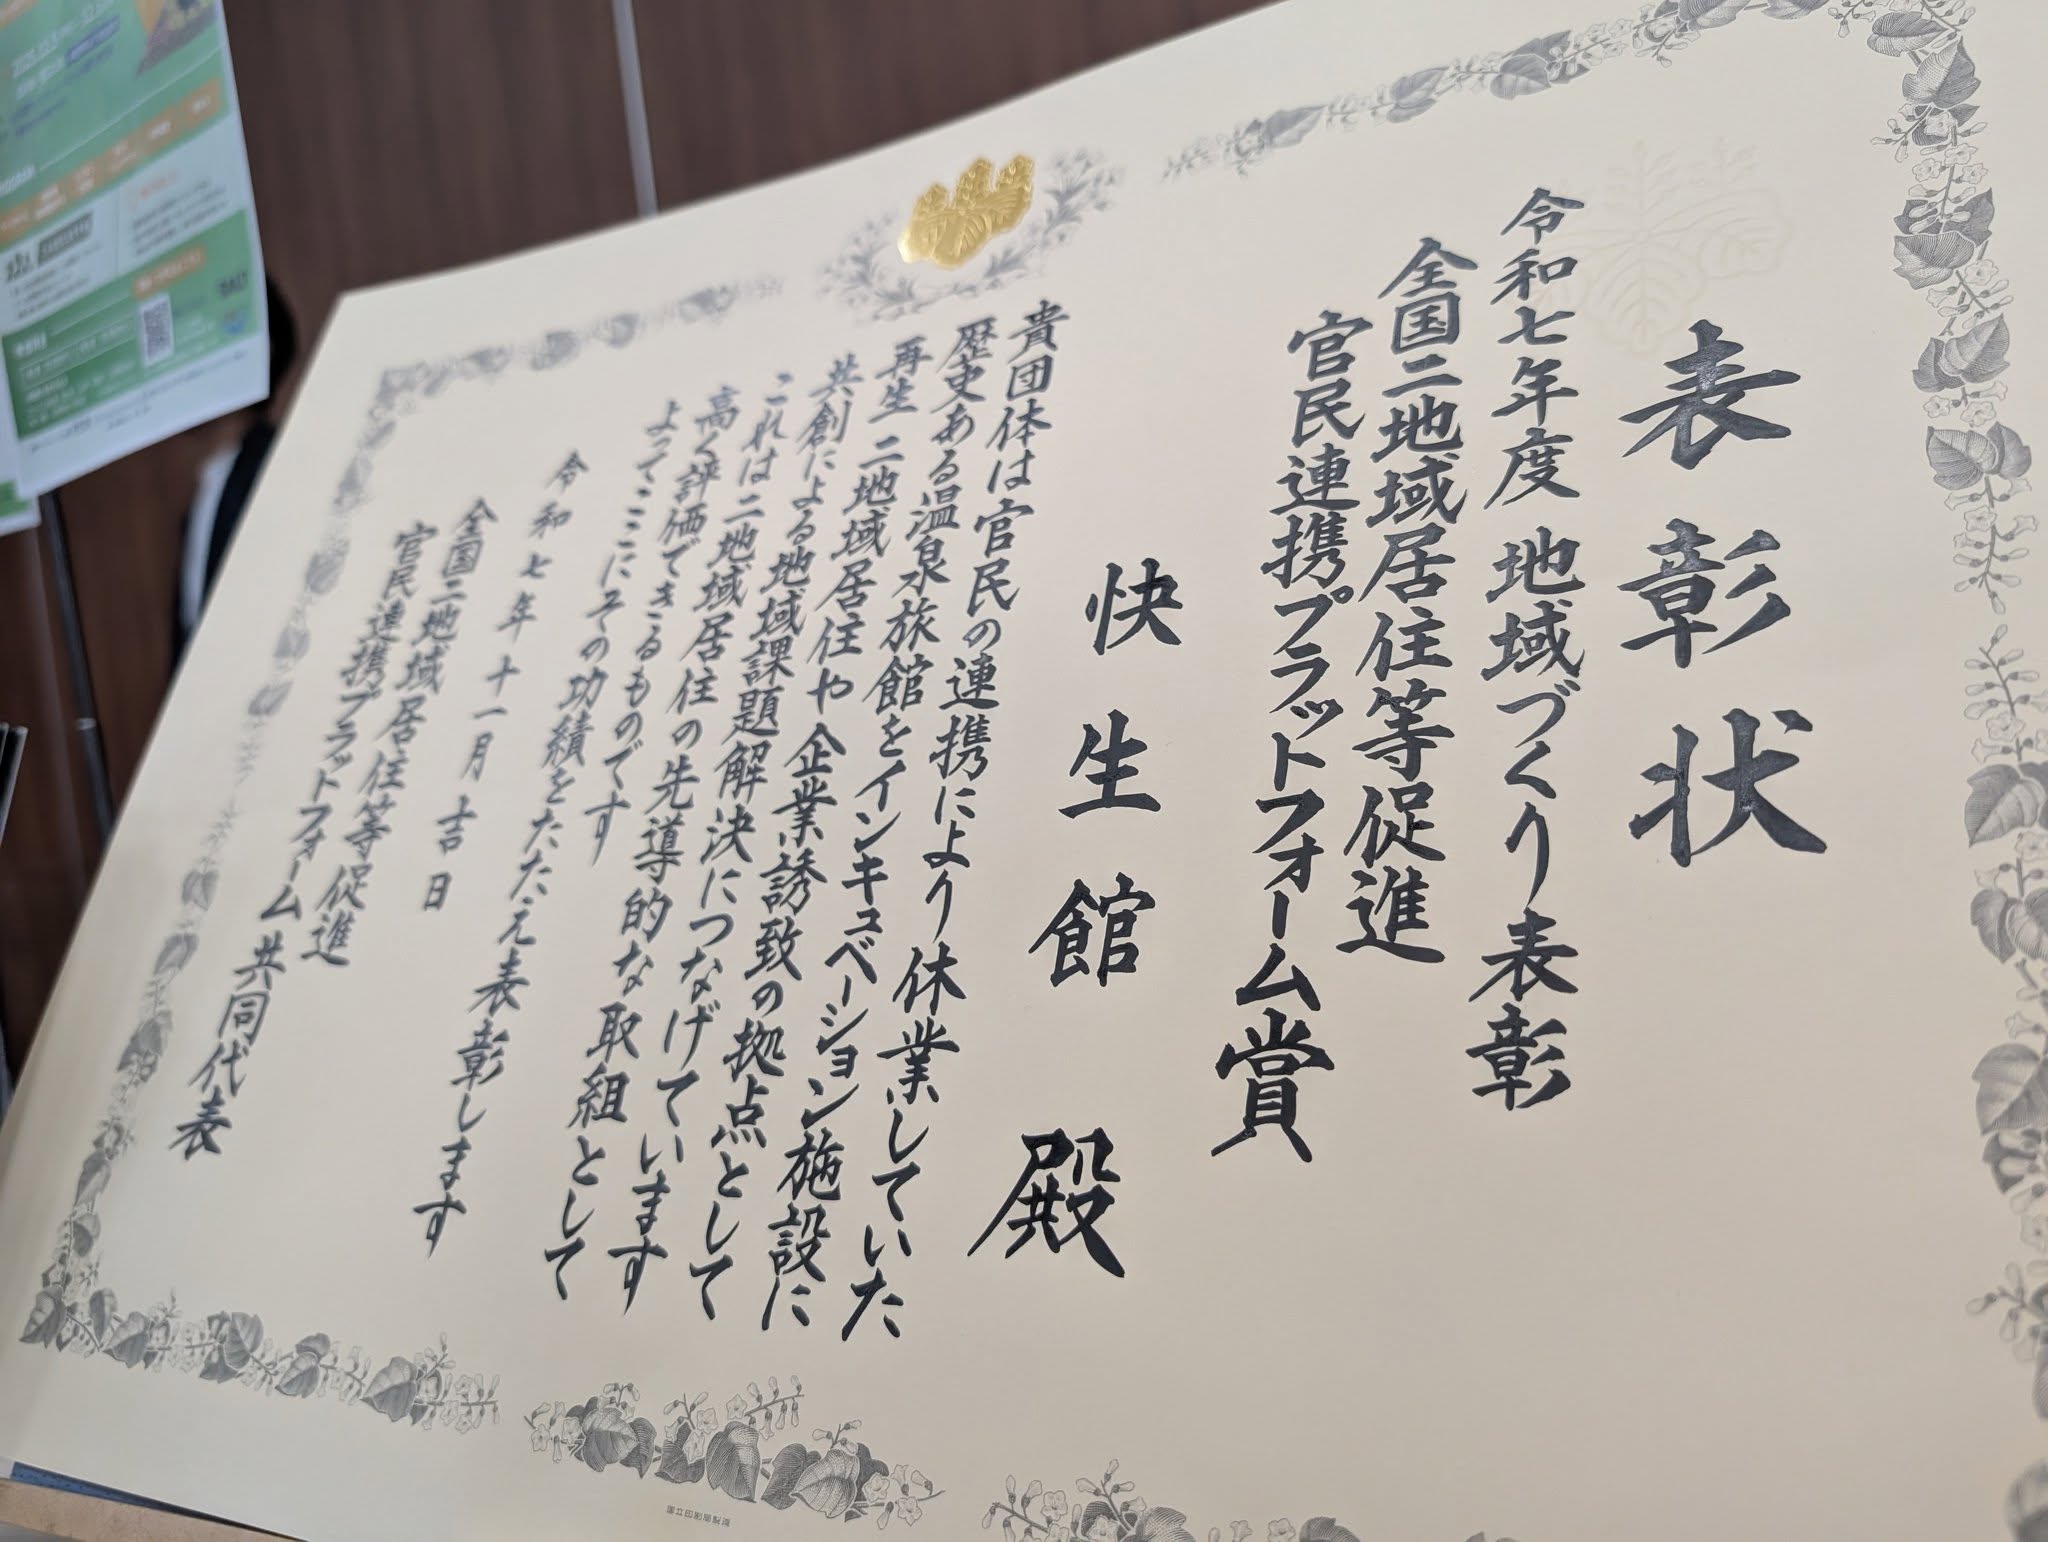 表彰状
令和七年度 地域づくり表彰
全国二地域居住等促進
官民連携プラットフォーム賞
快生館 殿
貴団体は官民の連携により休業していた
歴史ある温泉水旅館をインキュベーション施設に
再生 二地域居住や企業誘致の拠点として
共創による地域課題解決につなげています
これは二地域居住の先導的な取組として
高く評価できるものです
よってここにその功績をたたえ表彰します
令和七年十一月吉日
全国二地域居住等促進
官民連携プラットフォーム 共同代表
国立印刷局製造